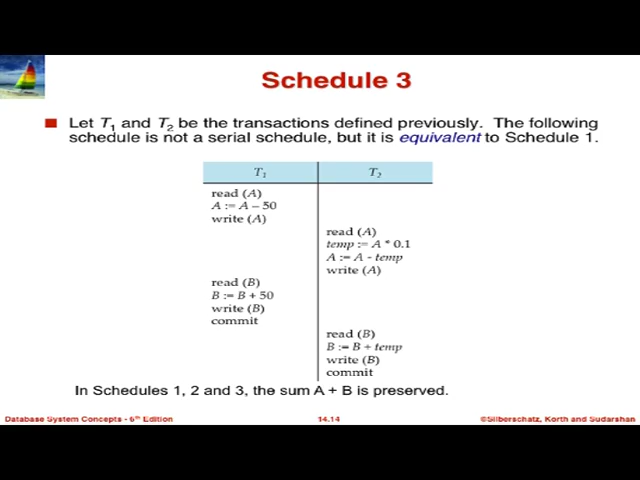 Schedule 3
Let T1 and T2 be the transactions defined previously. The following
schedule is not a serial schedule, but it is equivalent to Schedule 1.
T1 T2
read (A)
A := A – 50
write (A)
read (A)
temp := A * 0.1
A := A - temp
write (A)
read (B)
B := B + 50
write (B)
commit
read (B)
B := B + temp
write (B)
commit
In Schedules 1, 2 and 3, the sum A + B is preserved.
Database System Concepts - 6th Edition 14.14 ©Silberschatz, Korth and Sudarshan